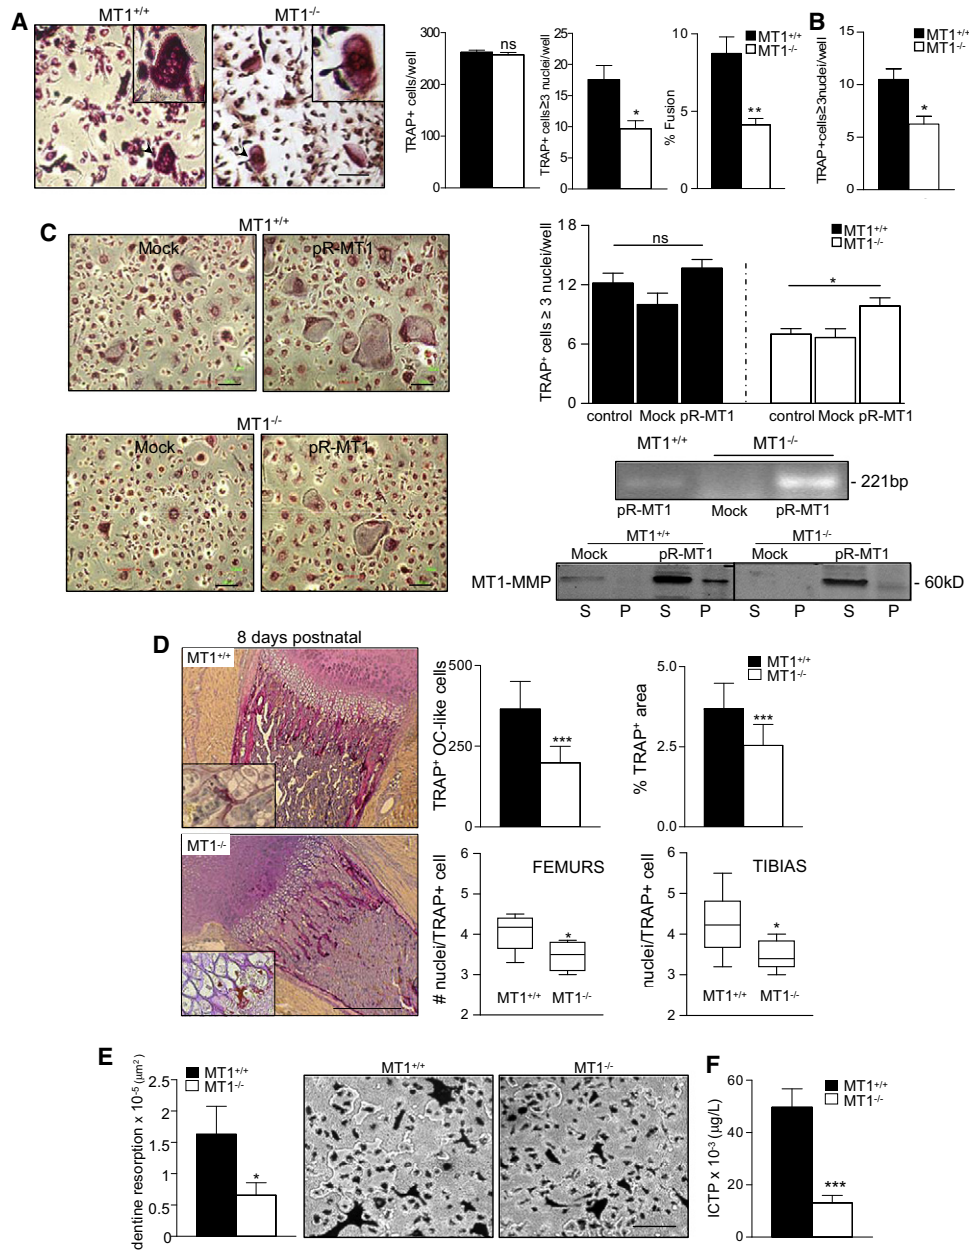 A
MT1+/+
MT1-/-
TRAP+ cells/well
300
200
100
0
ns
TRAP+ cells≥3 nuclei/well
25
20
15
10
5
0
*
% Fusion
10
5
0
**
MT1+/+
MT1-/-
B
TRAP+cells≥3nuclei/well
15
10
5
0
*
MT1+/+
MT1-/-
C
MT1+/+
Mock
pR-MT1
MT1-/-
Mock
pR-MT1
TRAP+ cells ≥ 3 nuclei/well
18
12
6
0
ns
*
MT1+/+
MT1-/-
control Mock pR-MT1
control Mock pR-MT1
MT1+/+
MT1-/-
- 221bp
pR-MT1
Mock
pR-MT1
MT1+/+
MT1-/-
Mock
pR-MT1
Mock
pR-MT1
MT1-MMP
- 60kD
S P S P S P S P
D
8 days postnatal
MT1+/+
MT1-/-
TRAP+ OC-like cells
500
250
0
***
% TRAP+ area
5.0
2.5
0.0
***
MT1+/+
MT1-/-
# nuclei/TRAP+ cell
6
5
4
3
2
FEMURS
*
MT1+/+
MT1-/-
nuclei/TRAP+ cell
6
5
4
3
2
TIBIAS
*
MT1+/+
MT1-/-
E
dentine resorption x 10-5 (µm2)
2.5
2
1.5
1
0.5
0
*
MT1+/+
MT1-/-
MT1+/+
MT1-/-
F
ICTP x 10-3 (µg/L)
60
40
20
0
***
MT1+/+
MT1-/-